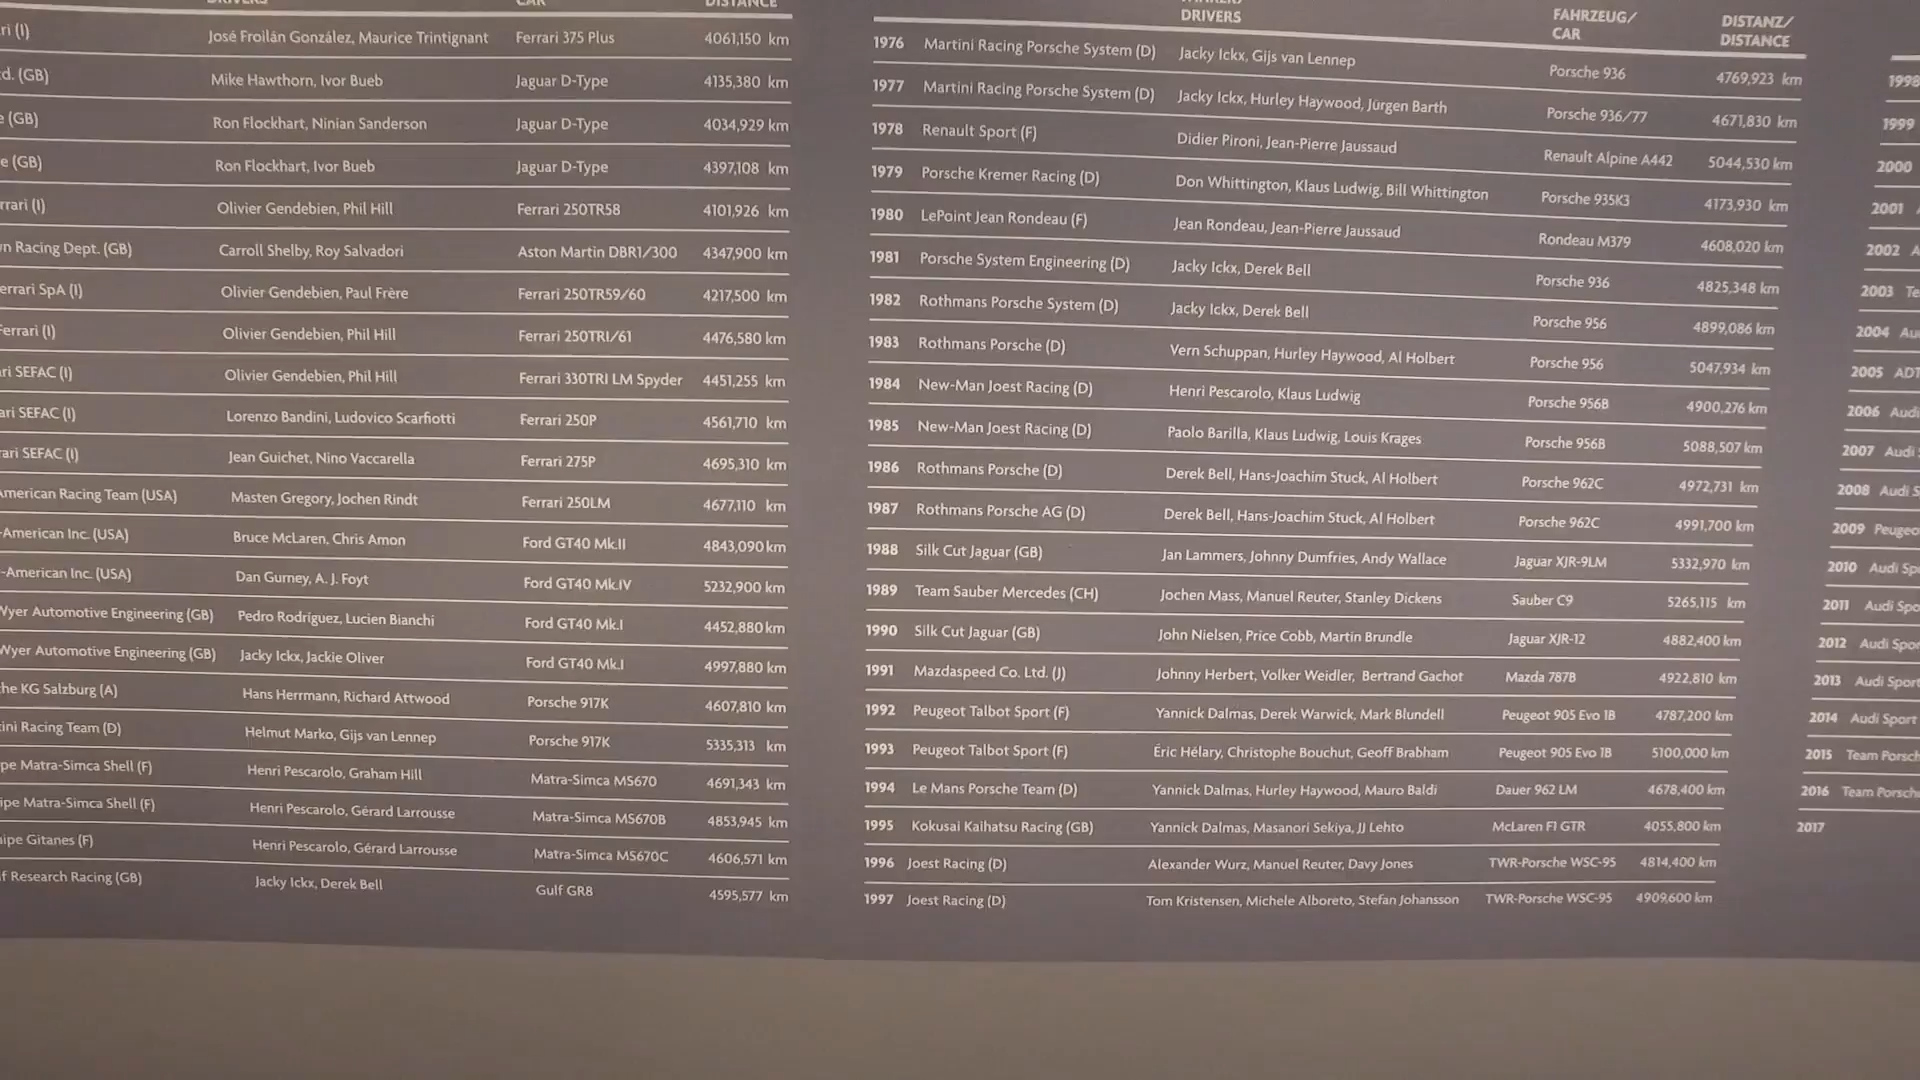 DRIVERS CAR DISTANCE
ri (I) José Froilán González, Maurice Trintignant Ferrari 375 Plus 4061,150 km
d. (GB) Mike Hawthorn, Ivor Bueb Jaguar D-Type 4135,380 km
e (GB) Ron Flockhart, Ninian Sanderson Jaguar D-Type 4034,929 km
e (GB) Ron Flockhart, Ivor Bueb Jaguar D-Type 4397,108 km
rrari (I) Olivier Gendebien, Phil Hill Ferrari 250TR58 4101,926 km
n Racing Dept. (GB) Carroll Shelby, Roy Salvadori Aston Martin DBR1/300 4347,900 km
errari SpA (I) Olivier Gendebien, Paul Frère Ferrari 250TR59/60 4217,500 km
Ferrari (I) Olivier Gendebien, Phil Hill Ferrari 250TRI/61 4476,580 km
ri SEFAC (I) Olivier Gendebien, Phil Hill Ferrari 330TRI LM Spyder 4451,255 km
ari SEFAC (I) Lorenzo Bandini, Ludovico Scarfiotti Ferrari 250P 4561,710 km
rari SEFAC (I) Jean Guichet, Nino Vaccarella Ferrari 275P 4695,310 km
American Racing Team (USA) Masten Gregory, Jochen Rindt Ferrari 250LM 4677,110 km
-American Inc. (USA) Bruce McLaren, Chris Amon Ford GT40 Mk.II 4843,090 km
-American Inc. (USA) Dan Gurney, A. J. Foyt Ford GT40 Mk.IV 5232,900 km
Wyer Automotive Engineering (GB) Pedro Rodríguez, Lucien Bianchi Ford GT40 Mk.I 4452,880 km
Wyer Automotive Engineering (GB) Jacky Ickx, Jackie Oliver Ford GT40 Mk.I 4997,880 km
he KG Salzburg (A) Hans Herrmann, Richard Attwood Porsche 917K 4607,810 km
ini Racing Team (D) Helmut Marko, Gijs van Lennep Porsche 917K 5335,313 km
pe Matra-Simca Shell (F) Henri Pescarolo, Graham Hill Matra-Simca MS670 4691,343 km
ipe Matra-Simca Shell (F) Henri Pescarolo, Gérard Larrousse Matra-Simca MS670B 4853,945 km
ipe Gitanes (F) Henri Pescarolo, Gérard Larrousse Matra-Simca MS670C 4606,571 km
f Research Racing (GB) Jacky Ickx, Derek Bell Gulf GR8 4595,577 km
DRIVERS FAHRZEUG/ CAR DISTANZ/ DISTANCE
1976 Martini Racing Porsche System (D) Jacky Ickx, Gijs van Lennep Porsche 936 4769,923 km
1977 Martini Racing Porsche System (D) Jacky Ickx, Hurley Haywood, Jürgen Barth Porsche 936/77 4671,830 km
1978 Renault Sport (F) Didier Pironi, Jean-Pierre Jaussaud Renault Alpine A442 5044,530 km
1979 Porsche Kremer Racing (D) Don Whittington, Klaus Ludwig, Bill Whittington Porsche 935K3 4173,930 km
1980 LePoint Jean Rondeau (F) Jean Rondeau, Jean-Pierre Jaussaud Rondeau M379 4608,020 km
1981 Porsche System Engineering (D) Jacky Ickx, Derek Bell Porsche 936 4825,348 km
1982 Rothmans Porsche System (D) Jacky Ickx, Derek Bell Porsche 956 4899,086 km
1983 Rothmans Porsche (D) Vern Schuppan, Hurley Haywood, Al Holbert Porsche 956 5047,934 km
1984 New-Man Joest Racing (D) Henri Pescarolo, Klaus Ludwig Porsche 956B 4900,276 km
1985 New-Man Joest Racing (D) Paolo Barilla, Klaus Ludwig, Louis Krages Porsche 956B 5088,507 km
1986 Rothmans Porsche (D) Derek Bell, Hans-Joachim Stuck, Al Holbert Porsche 962C 4972,731 km
1987 Rothmans Porsche AG (D) Derek Bell, Hans-Joachim Stuck, Al Holbert Porsche 962C 4991,700 km
1988 Silk Cut Jaguar (GB) Jan Lammers, Johnny Dumfries, Andy Wallace Jaguar XJR-9LM 5332,970 km
1989 Team Sauber Mercedes (CH) Jochen Mass, Manuel Reuter, Stanley Dickens Sauber C9 5265,115 km
1990 Silk Cut Jaguar (GB) John Nielsen, Price Cobb, Martin Brundle Jaguar XJR-12 4882,400 km
1991 Mazdaspeed Co. Ltd. (J) Johnny Herbert, Volker Weidler, Bertrand Gachot Mazda 787B 4922,810 km
1992 Peugeot Talbot Sport (F) Yannick Dalmas, Derek Warwick, Mark Blundell Peugeot 905 Evo 1B 4787,200 km
1993 Peugeot Talbot Sport (F) Éric Hélary, Christophe Bouchut, Geoff Brabham Peugeot 905 Evo 1B 5100,000 km
1994 Le Mans Porsche Team (D) Yannick Dalmas, Hurley Haywood, Mauro Baldi Dauer 962 LM 4678,400 km
1995 Kokusai Kaihatsu Racing (GB) Yannick Dalmas, Masanori Sekiya, JJ Lehto McLaren F1 GTR 4055,800 km
1996 Joest Racing (D) Alexander Wurz, Manuel Reuter, Davy Jones TWR-Porsche WSC-95 4814,400 km
1997 Joest Racing (D) Tom Kristensen, Michele Alboreto, Stefan Johansson TWR-Porsche WSC-95 4909,600 km
1998
1999
2000
2001
2002 A
2003 Te
2004 Au
2005 ADT
2006 Audi
2007 Audi
2008 Audi S
2009 Peugeo
2010 Audi Sp
2011 Audi Spo
2012 Audi Spor
2013 Audi Sport
2014 Audi Sport
2015 Team Porsch
2016 Team Porsche
2017